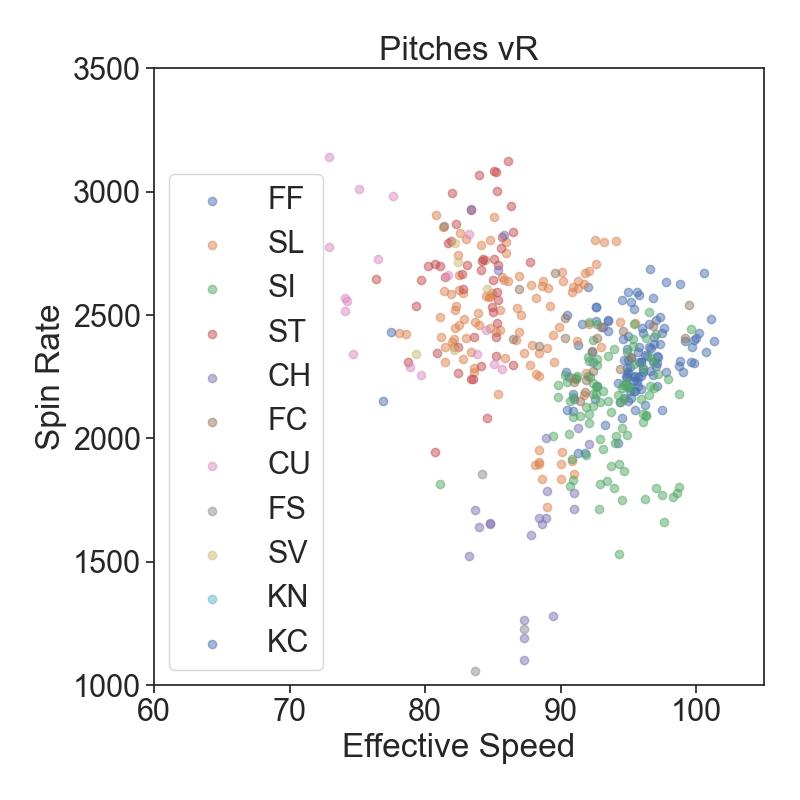 Pitches vR
3500
3000
2500
2000
1500
1000
Spin Rate
FF
SL
SI
ST
CH
FC
CU
FS
SV
KN
KC
60
70
80
90
100
Effective Speed